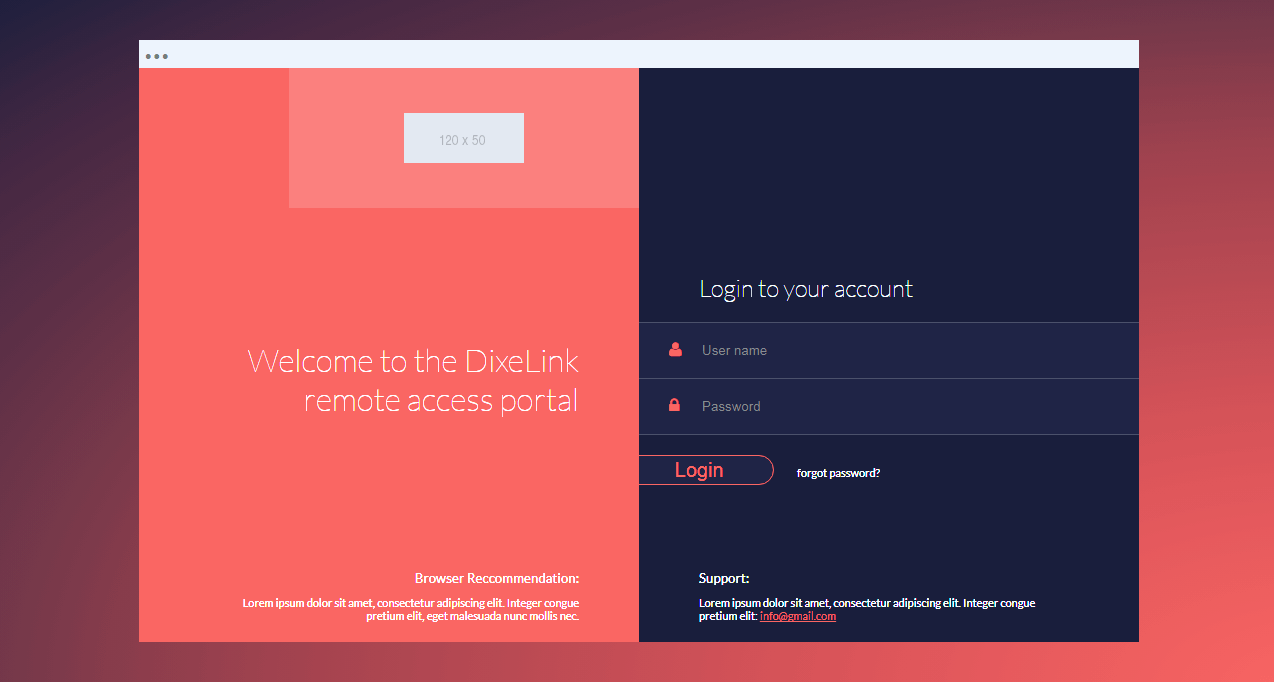 120 x 50
Welcome to the DixeLink
remote access portal
Browser Reccommendation:
Lorem ipsum dolor sit amet, consectetur adipiscing elit. Integer congue
pretium elit, eget malesuada nunc mollis nec.
Login to your account
User name
Password
Login
forgot password?
Support:
Lorem ipsum dolor sit amet, consectetur adipiscing elit. Integer congue
pretium elit: info@gmail.com